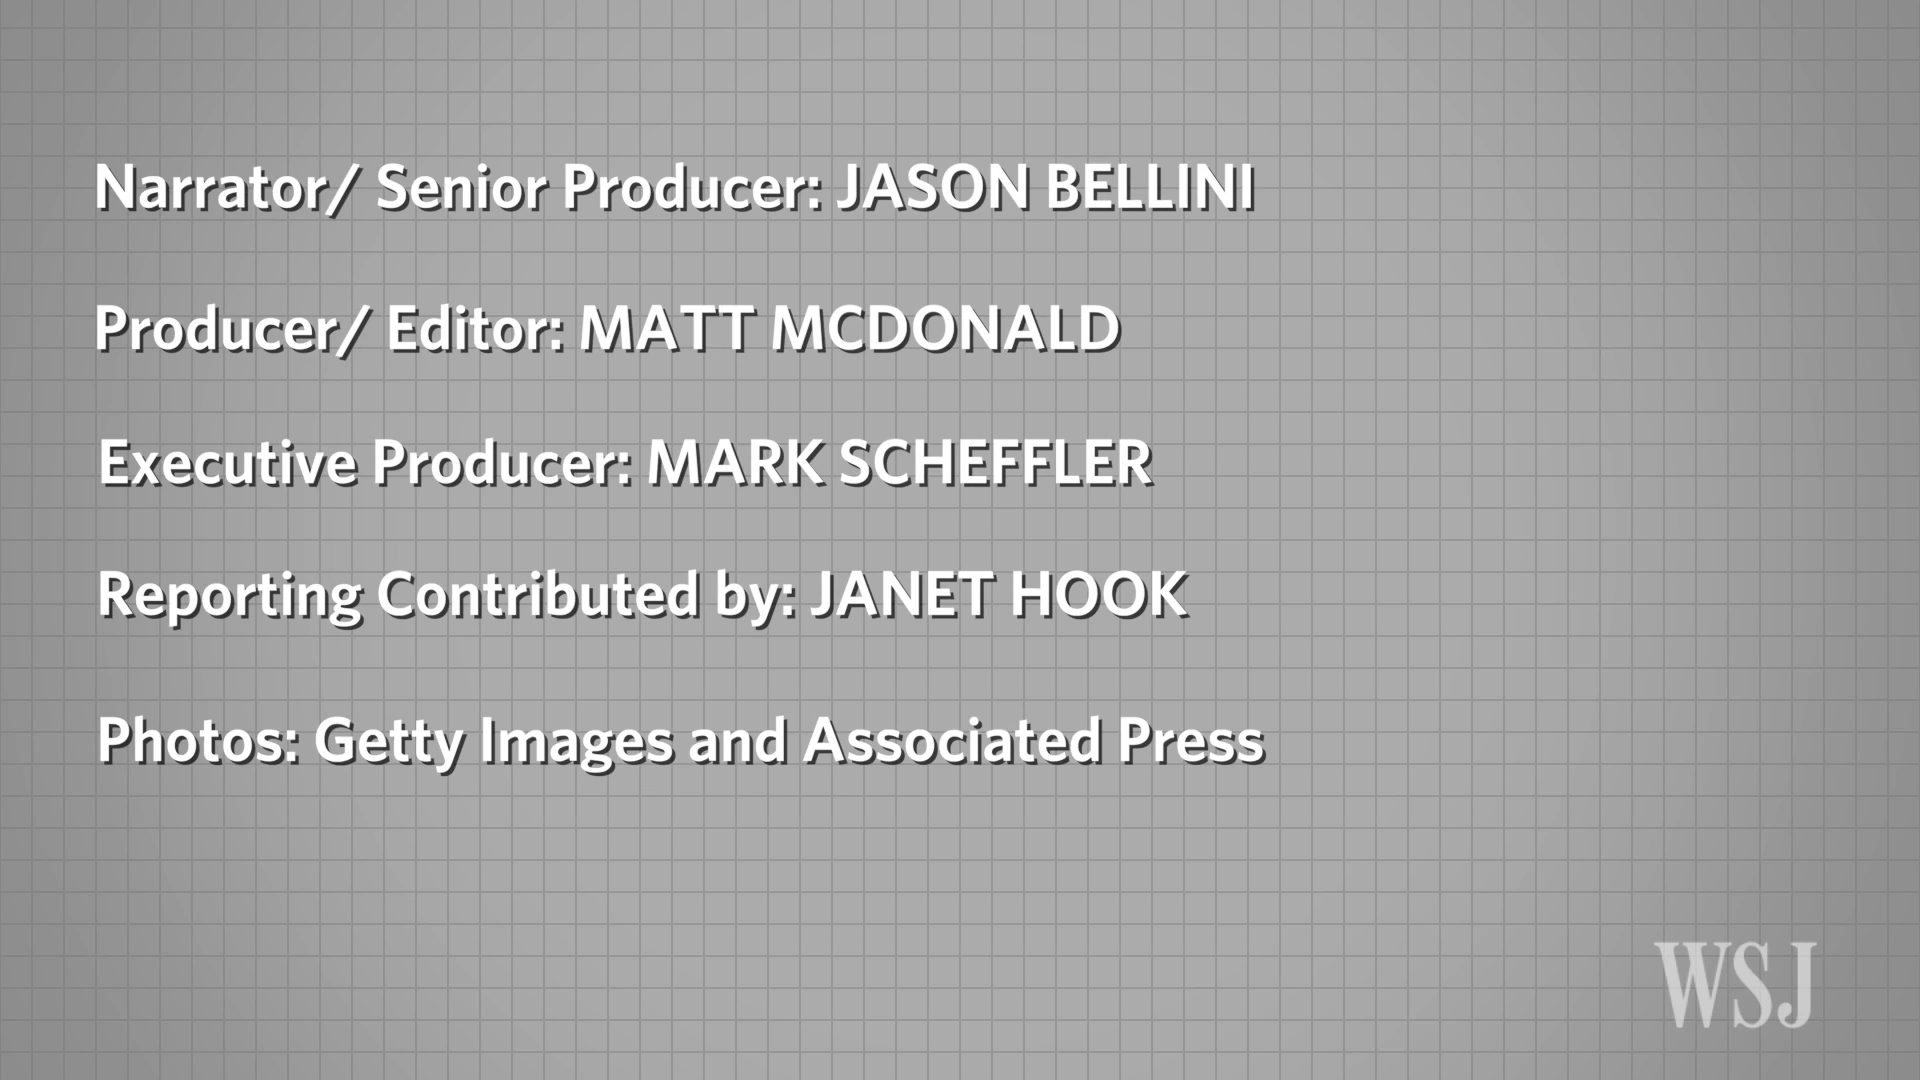 Narrator/ Senior Producer: JASON BELLINI
Producer/ Editor: MATT MCDONALD
Executive Producer: MARK SCHEFFLER
Reporting Contributed by: JANET HOOK
Photos: Getty Images and Associated Press
WSJ